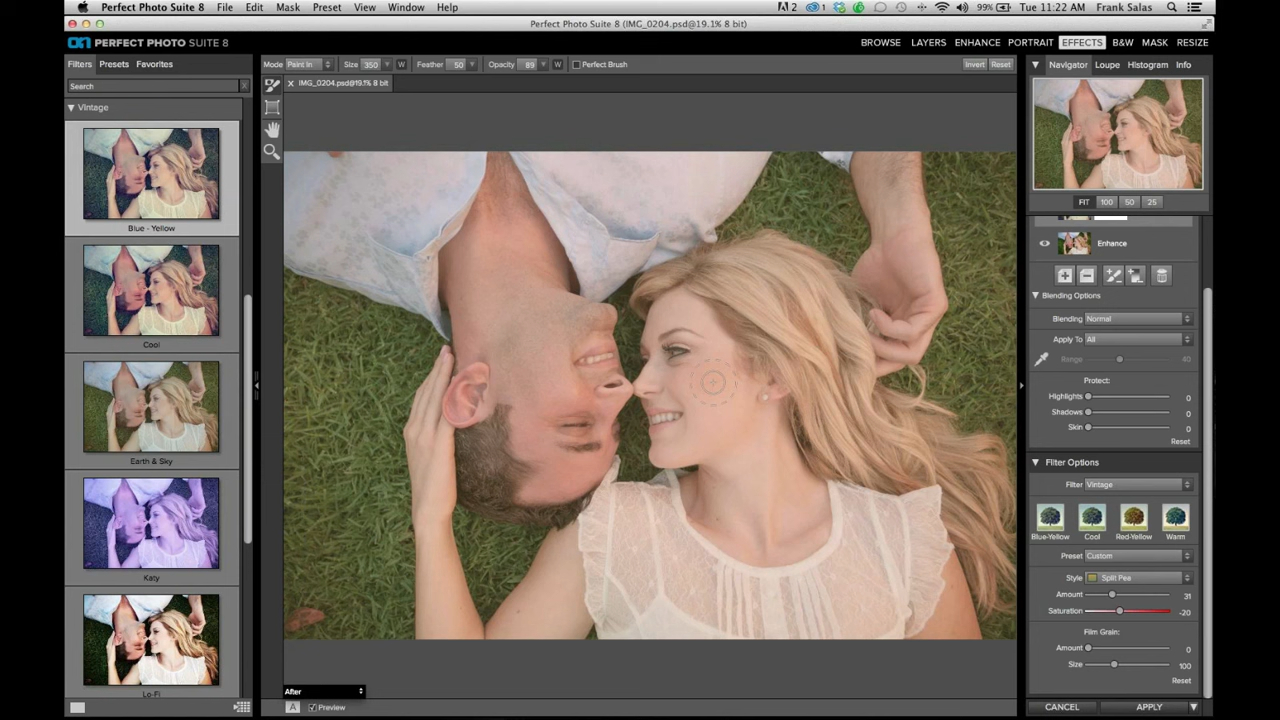 Perfect Photo Suite 8 File Edit Mask Preset View Window Help 2 1 99% Tue 11:22 AM Frank Salas
Perfect Photo Suite 8 (IMG_0204.psd@19.1% 8 bit)
on PERFECT PHOTO SUITE 8 BROWSE LAYERS ENHANCE PORTRAIT EFFECTS B&W MASK RESIZE
Filters Presets Favorites Mode Paint In Size 350 W Feather 50 Opacity 89 W Perfect Brush Invert Reset Navigator Loupe Histogram Info
Search X
× IMG_0204.psd@19.1% 8 bit
Vintage
Blue - Yellow
Cool
Earth & Sky
Katy
Lo-Fi
FIT 100 50 25
Enhance
Blending Options
Blending Normal
Apply To All
Range 40
Protect:
Highlights 0
Shadows 0
Skin 0
Reset
Filter Options
Filter Vintage
Blue-Yellow Cool Red-Yellow Warm
Preset Custom
Style Split Pea
Amount 31
Saturation -20
Film Grain:
Amount 0
Size 100
Reset
After
A Preview CANCEL APPLY